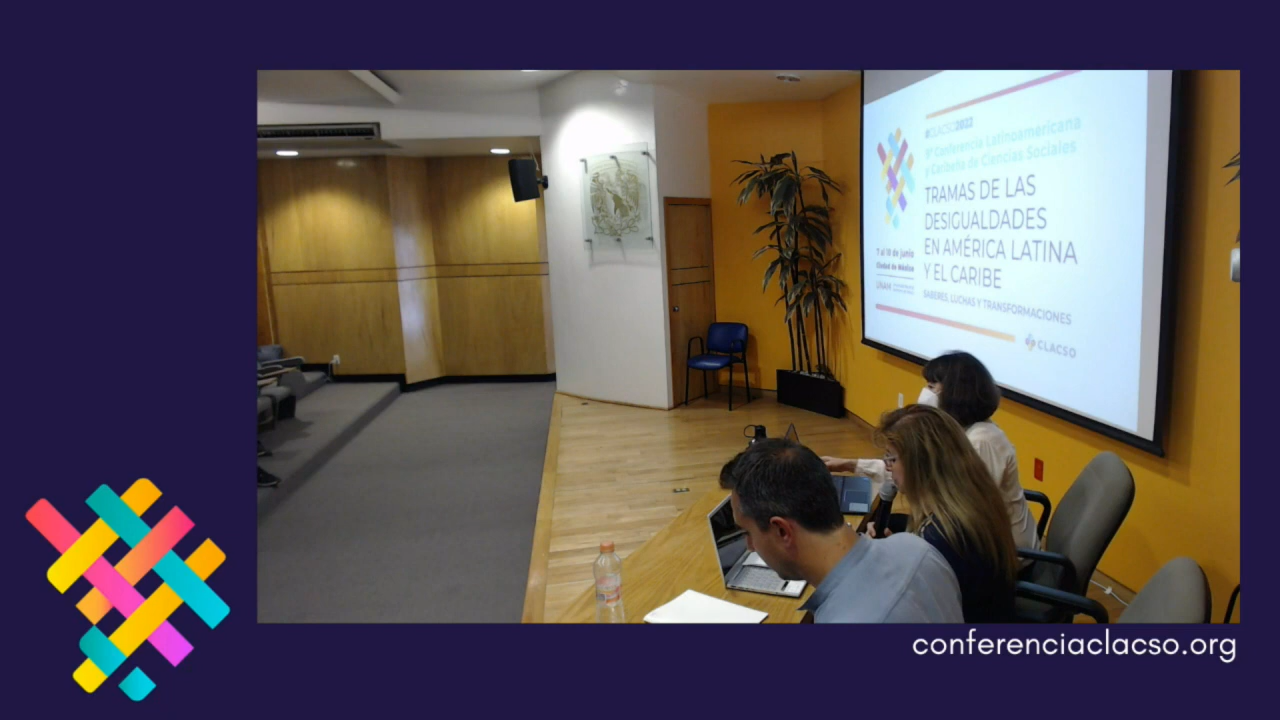 #CLACSO2022
9ª Conferencia Latinoamericana
y Caribeña de Ciencias Sociales
TRAMAS DE LAS
DESIGUALDADES
EN AMÉRICA LATINA
Y EL CARIBE
SABERES, LUCHAS Y TRANSFORMACIONES
7 al 10 de junio
Ciudad de México
UNAM
CLACSO
conferenciaclacso.org